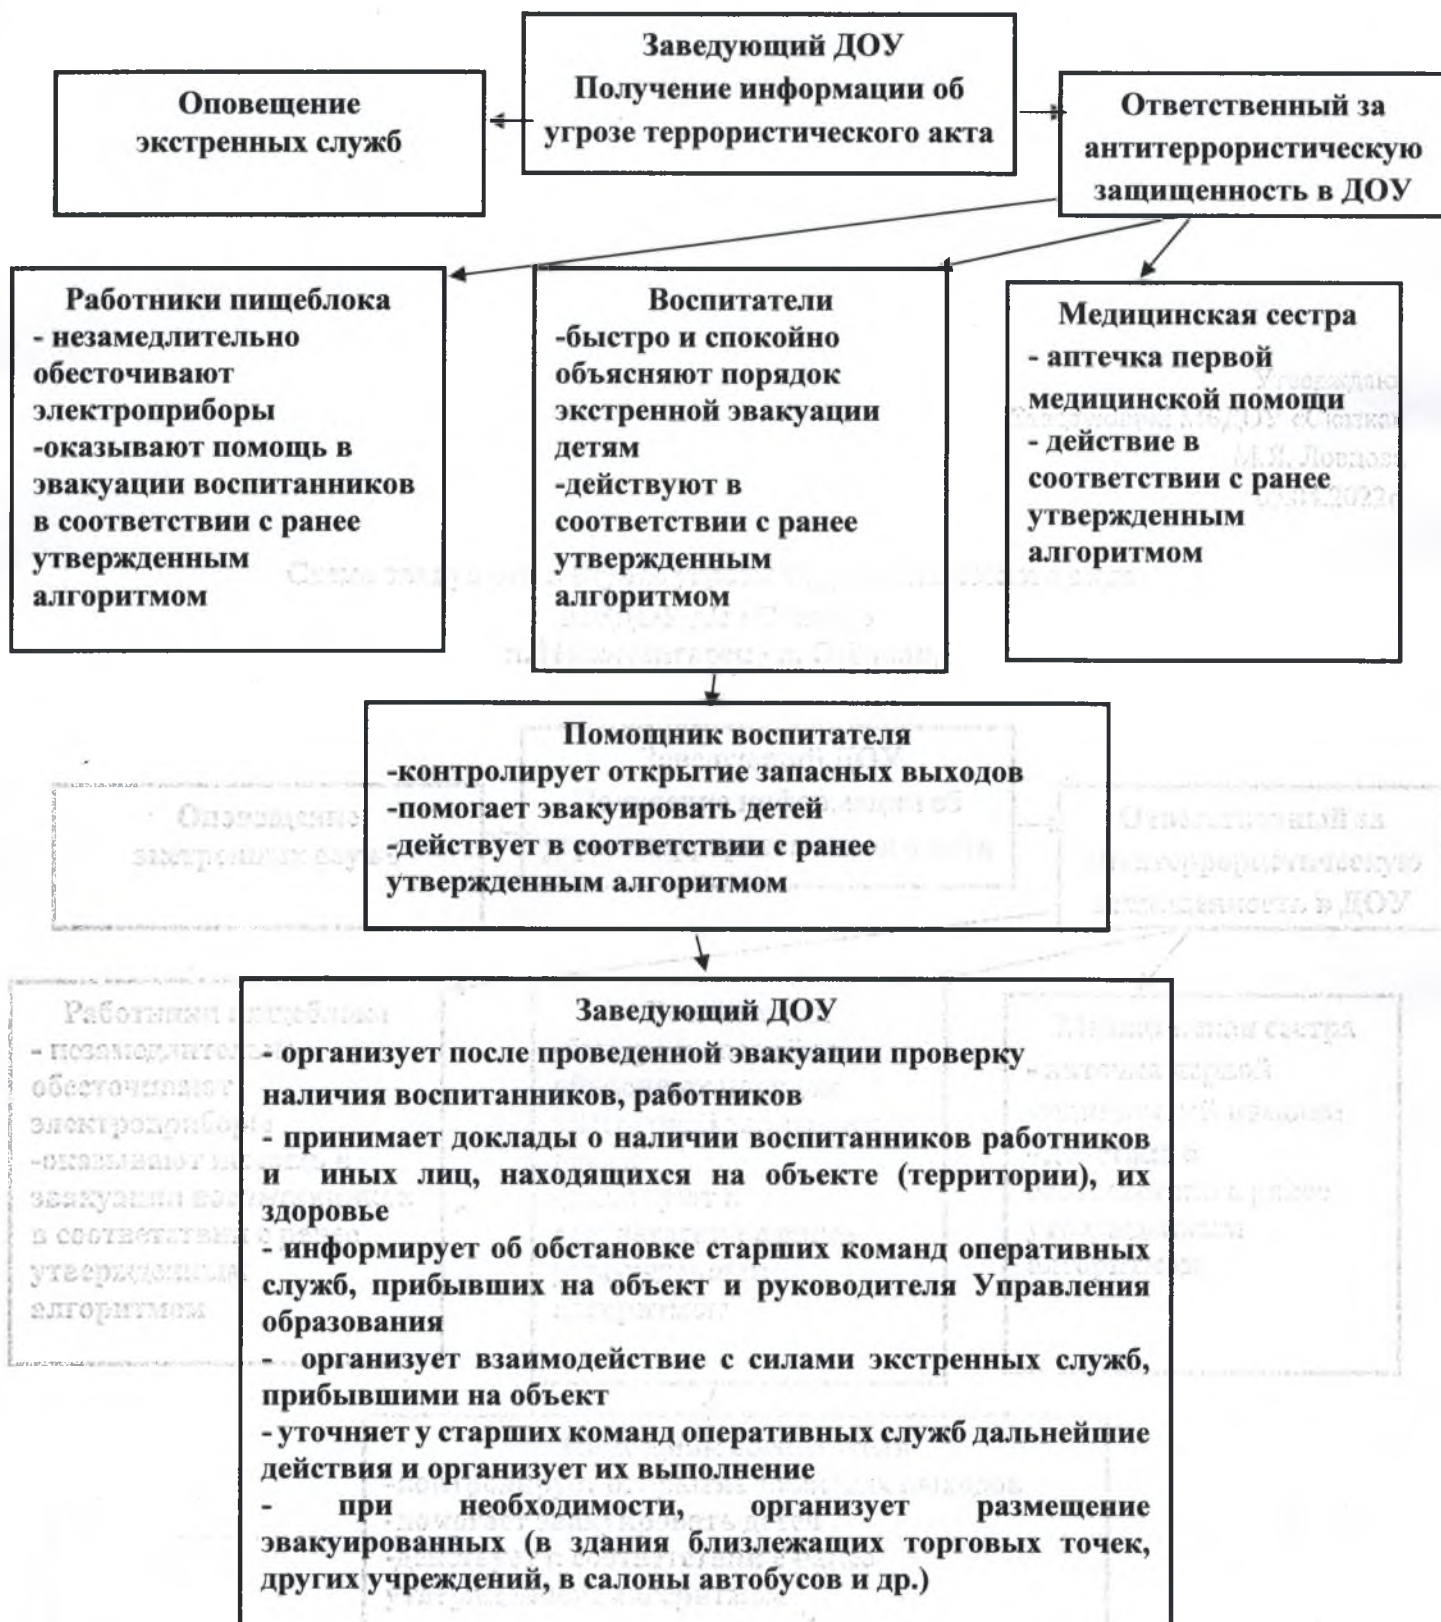 Заведующий ДОУ
Получение информации об
угрозе террористического акта
Оповещение
экстренных служб
Ответственный за
антитеррористическую
защищенность в ДОУ
Работники пищеблока
- незамедлительно
обесточивают
электроприборы
-оказывают помощь в
эвакуации воспитанников
в соответствии с ранее
утвержденным
алгоритмом
Воспитатели
-быстро и спокойно
объясняют порядок
экстренной эвакуации
детям
-действуют в
соответствии с ранее
утвержденным
алгоритмом
Медицинская сестра
- аптечка первой
медицинской помощи
- действие в
соответствии с ранее
утвержденным
алгоритмом
Помощник воспитателя
-контролирует открытие запасных выходов
-помогает эвакуировать детей
-действует в соответствии с ранее
утвержденным алгоритмом
Заведующий ДОУ
- организует после проведенной эвакуации проверку
наличия воспитанников, работников
- принимает доклады о наличии воспитанников работников
и иных лиц, находящихся на объекте (территории), их
здоровье
- информирует об обстановке старших команд оперативных
служб, прибывших на объект и руководителя Управления
образования
- организует взаимодействие с силами экстренных служб,
прибывшими на объект
- уточняет у старших команд оперативных служб дальнейшие
действия и организует их выполнение
- при необходимости, организует размещение
эвакуированных (в здания близлежащих торговых точек,
других учреждений, в салоны автобусов и др.)